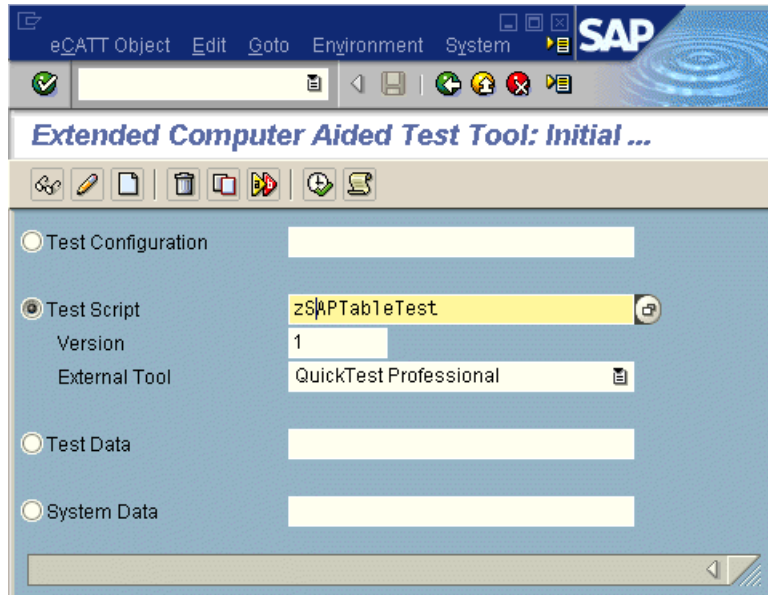 eCATT Object Edit Goto Environment System
SAP
Extended Computer Aided Test Tool: Initial ...
Test Configuration
Test Script zSAPTableTest
Version 1
External Tool QuickTest Professional
Test Data
System Data